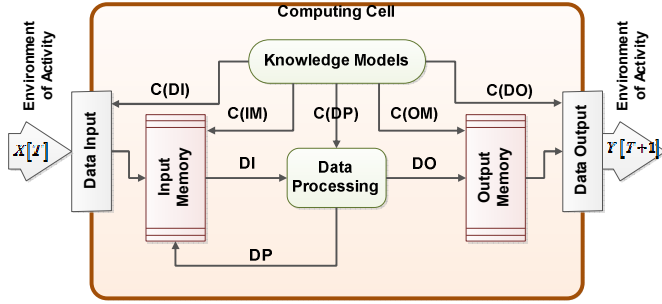 Computing Cell
Environment
of Activity
Environment
of Activity
Knowledge Models
C(DI)
C(DO)
C(IM)
C(DP)
C(OM)
X[T]
Data Input
Input
Memory
DI
Data
Processing
DO
Output
Memory
Data Output
Y[T+1]
DP